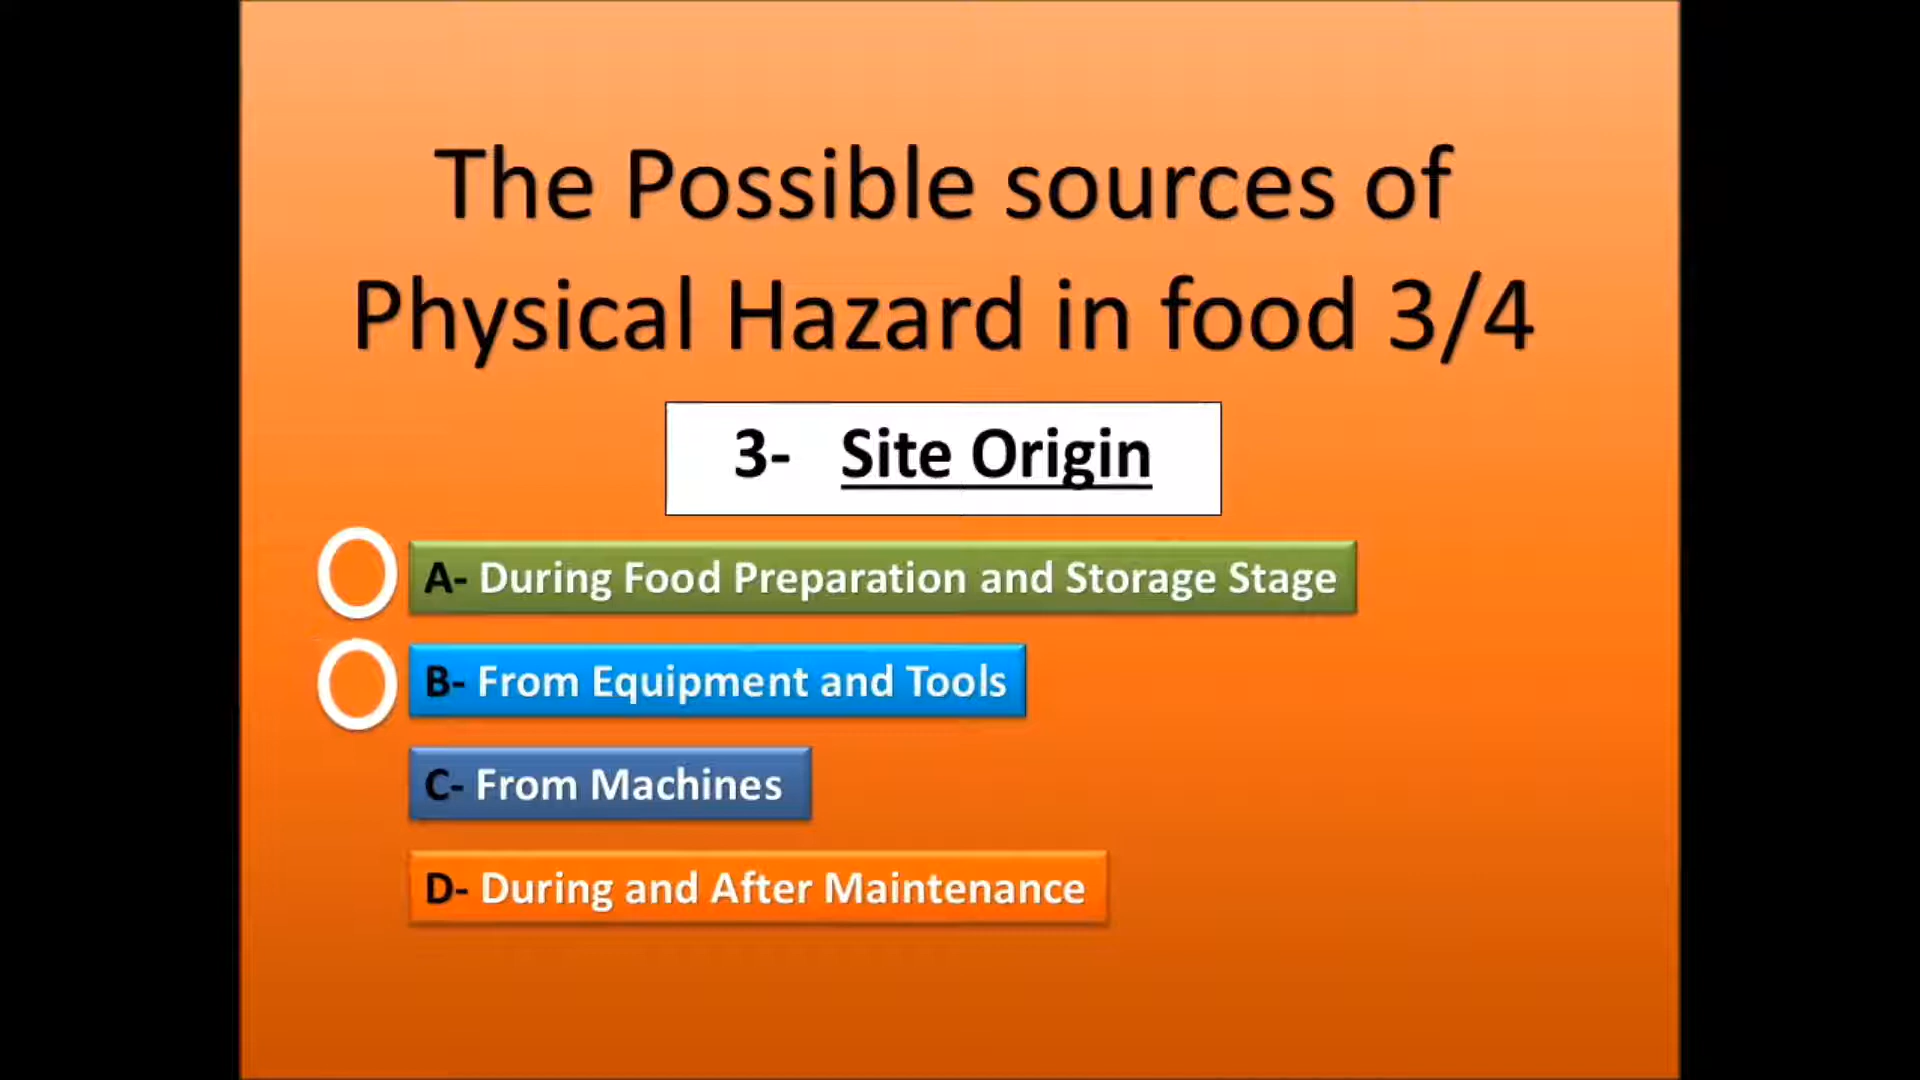 The Possible sources of
Physical Hazard in food 3/4
3- Site Origin
A- During Food Preparation and Storage Stage
B- From Equipment and Tools
C- From Machines
D- During and After Maintenance